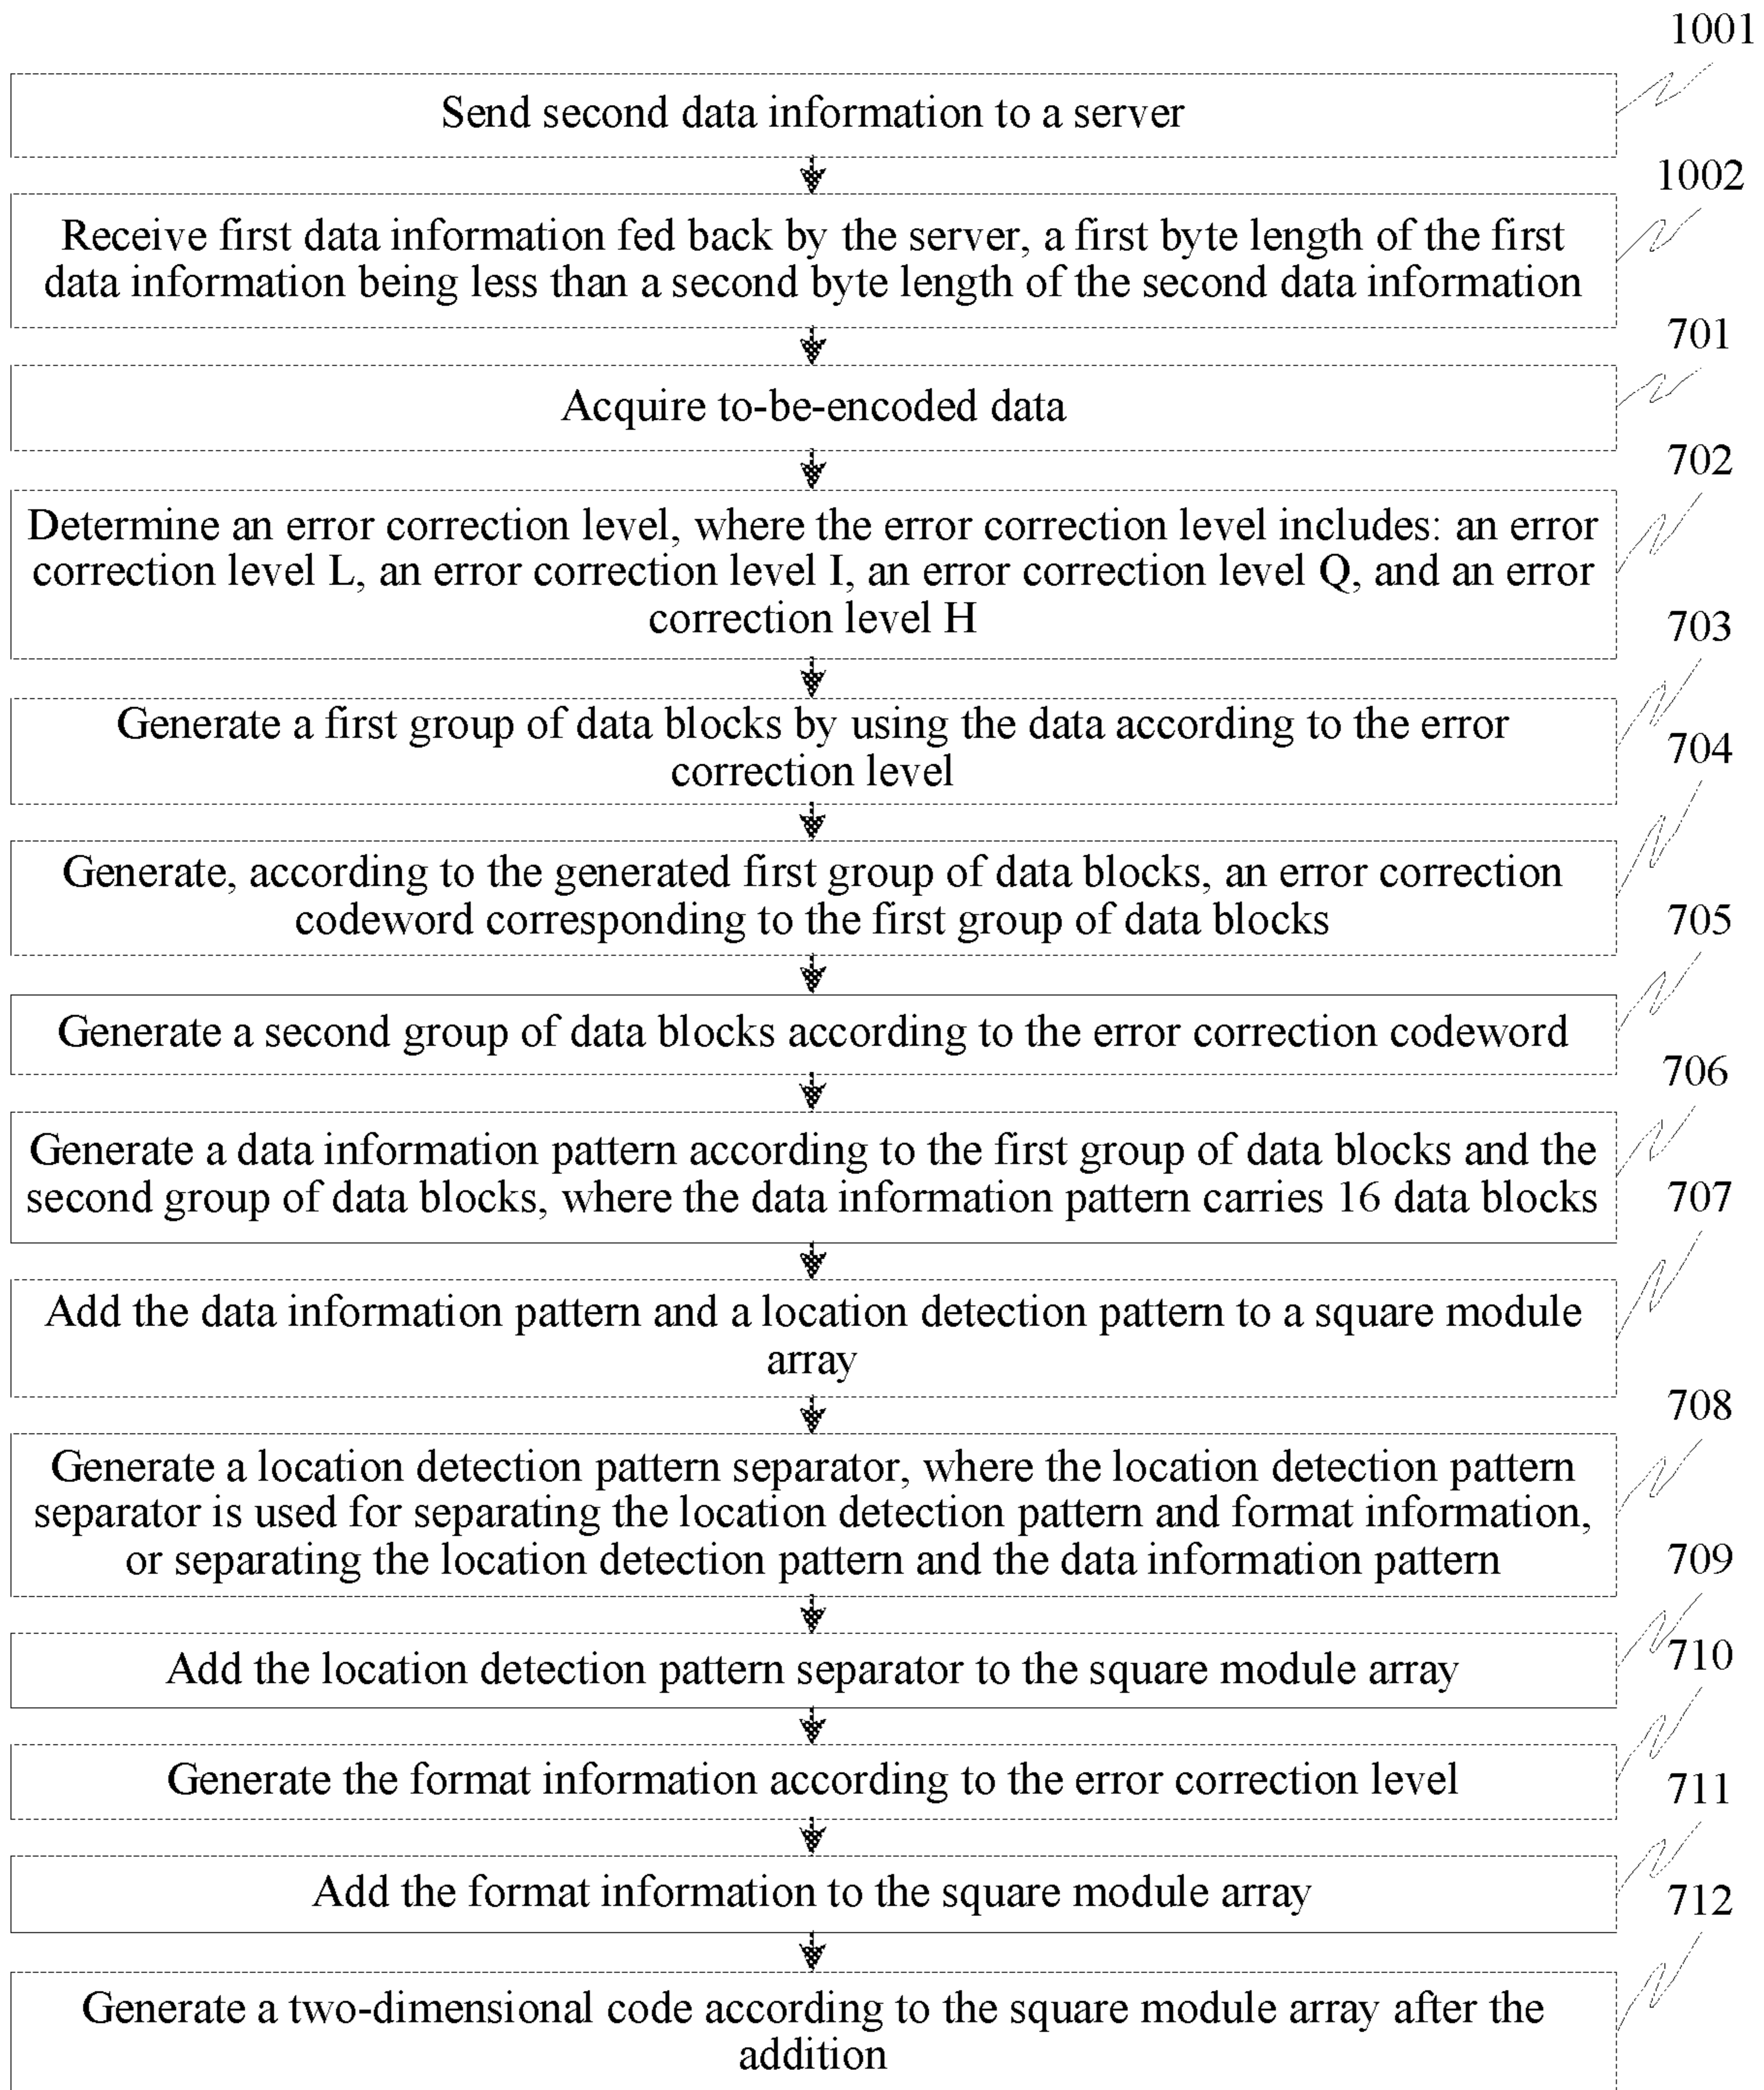 1001
Send second data information to a server
1002
Receive first data information fed back by the server, a first byte length of the first
data information being less than a second byte length of the second data information
701
Acquire to-be-encoded data
702
Determine an error correction level, where the error correction level includes: an error
correction level L, an error correction level I, an error correction level Q, and an error
correction level H
703
Generate a first group of data blocks by using the data according to the error
correction level
704
Generate, according to the generated first group of data blocks, an error correction
codeword corresponding to the first group of data blocks
705
Generate a second group of data blocks according to the error correction codeword
706
Generate a data information pattern according to the first group of data blocks and the
second group of data blocks, where the data information pattern carries 16 data blocks
707
Add the data information pattern and a location detection pattern to a square module
array
708
Generate a location detection pattern separator, where the location detection pattern
separator is used for separating the location detection pattern and format information,
or separating the location detection pattern and the data information pattern
709
Add the location detection pattern separator to the square module array
710
Generate the format information according to the error correction level
711
Add the format information to the square module array
712
Generate a two-dimensional code according to the square module array after the
addition